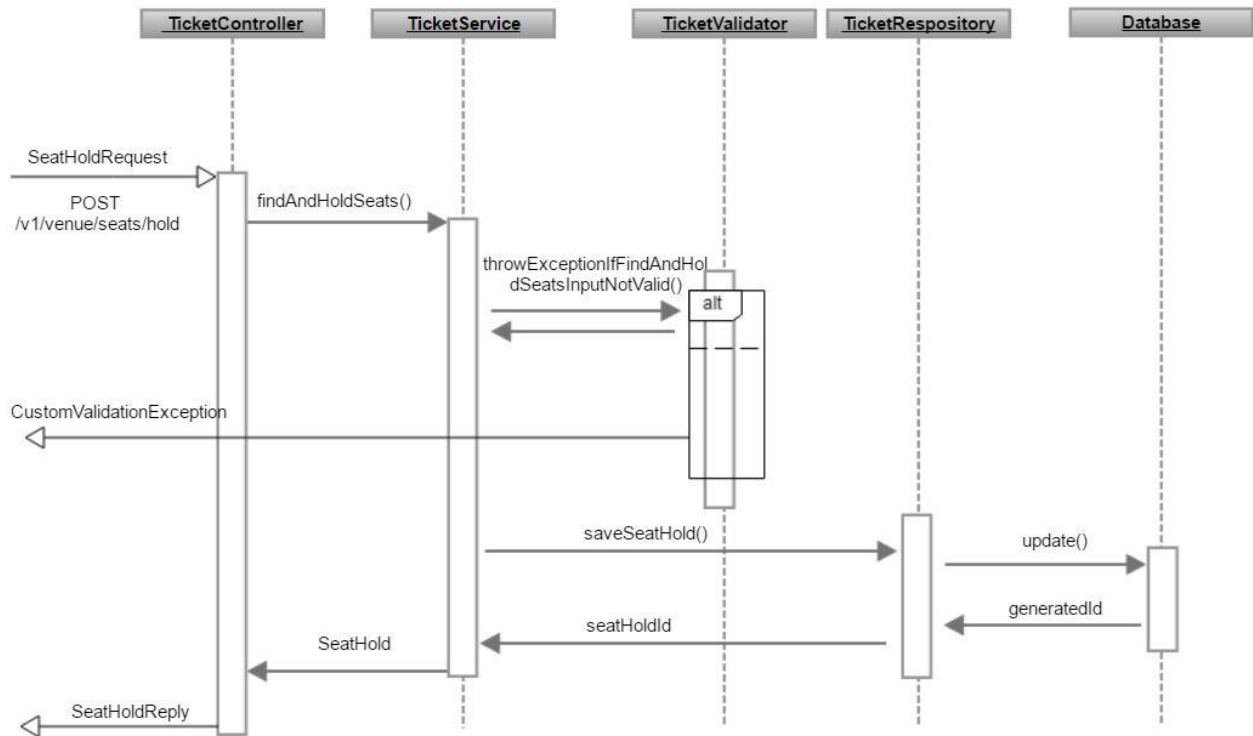 TicketController
TicketService
TicketValidator
TicketRespository
Database
SeatHoldRequest
POST
/v1/venue/seats/hold
findAndHoldSeats()
throwExceptionIfFindAndHol
dSeatsInputNotValid()
alt
CustomValidationException
saveSeatHold()
update()
generatedId
seatHoldId
SeatHold
SeatHoldReply